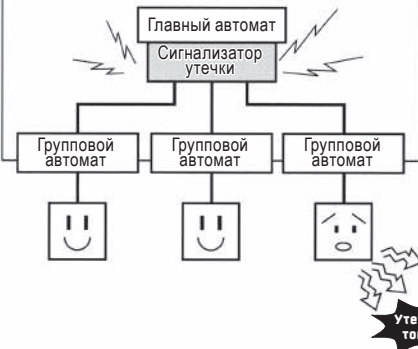 Главный автомат
Сигнализатор
утечки
Групповой
автомат
Групповой
автомат
Групповой
автомат